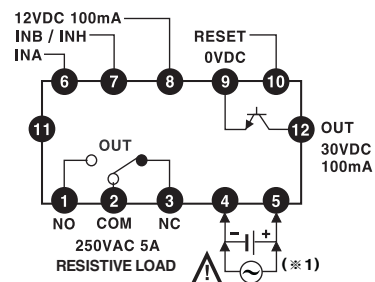 12VDC 100mA
INB / INH
INA
RESET
0VDC
6 7 8 9 10
11
12
OUT
30VDC
100mA
OUT
1 2 3 4 5
NO COM NC
250VAC 5A
RESISTIVE LOAD
- +
!
(※1)